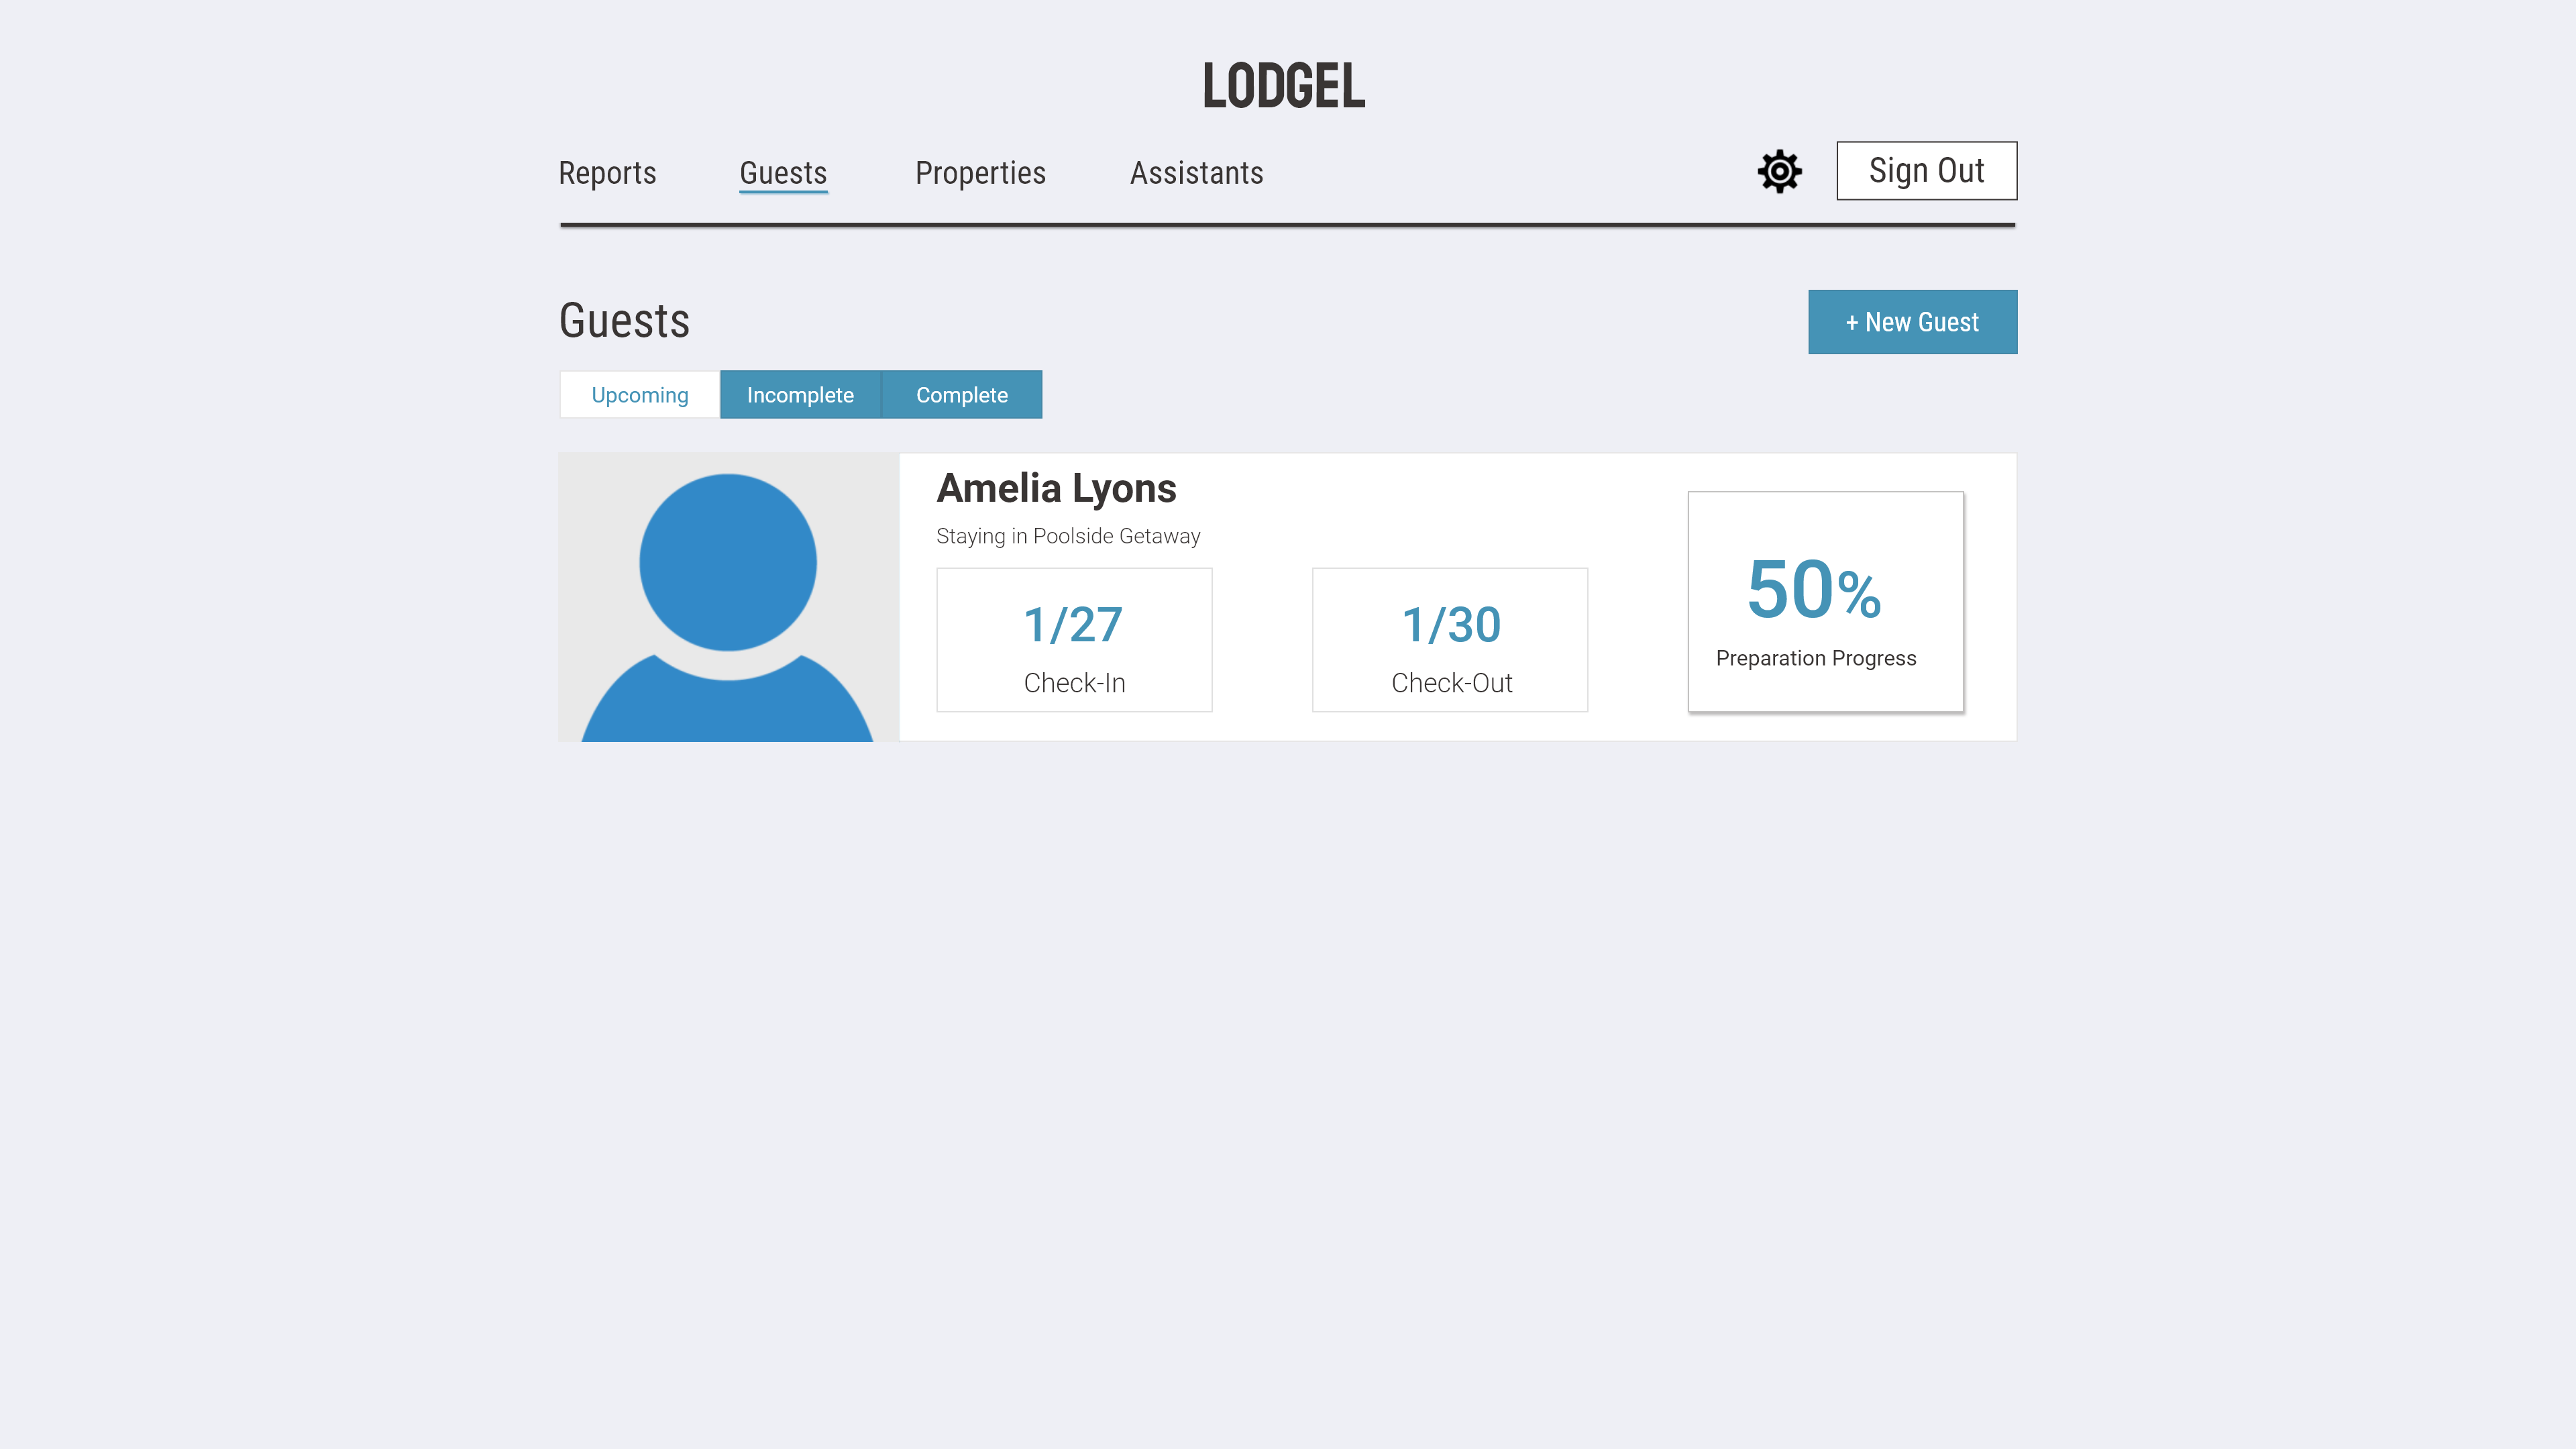 LODGEL
Reports Guests Properties Assistants Sign Out
Guests
+ New Guest
Upcoming Incomplete Complete
Amelia Lyons
Staying in Poolside Getaway
1/27
Check-In
1/30
Check-Out
50%
Preparation Progress